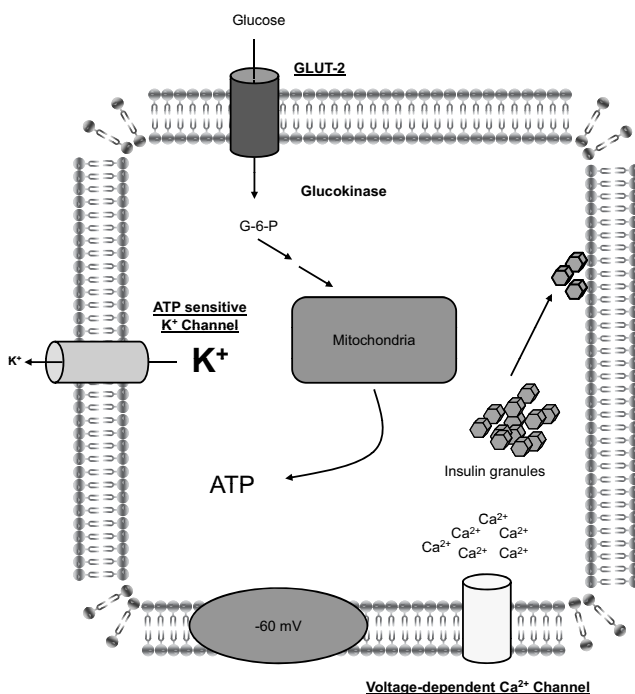 Glucose
GLUT-2
Glucokinase
G-6-P
ATP sensitive
K⁺ Channel
K⁺
K⁺
Mitochondria
ATP
Insulin granules
Ca²⁺
Ca²⁺
Ca²⁺
Ca²⁺
Ca²⁺
Ca²⁺
-60 mV
Voltage-dependent Ca²⁺ Channel